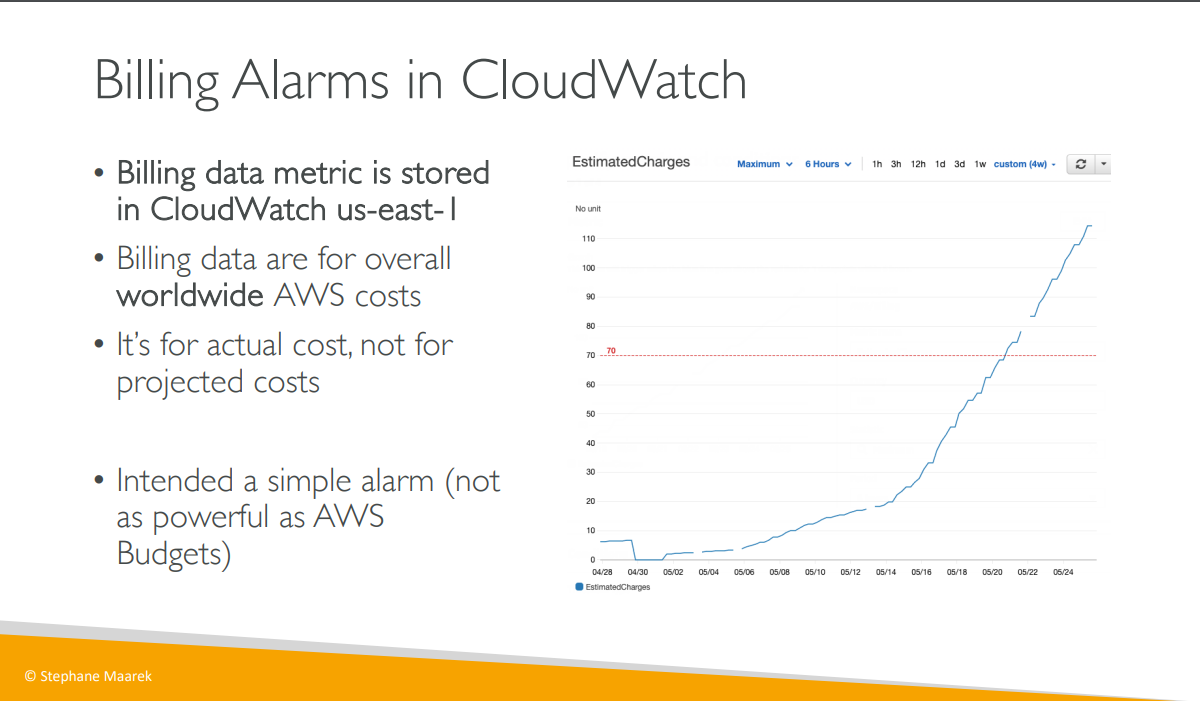 Billing Alarms in CloudWatch
• Billing data metric is stored
in CloudWatch us-east-1
• Billing data are for overall
worldwide AWS costs
• It's for actual cost, not for
projected costs
• Intended a simple alarm (not
as powerful as AWS
Budgets)
EstimatedCharges
Maximum 6 Hours 1h 3h 12h 1d 3d 1w custom (4w)
No unit
110
100
90
80
70
70
60
50
40
30
20
10
0
04/28 04/30 05/02 05/04 05/06 05/08 05/10 05/12 05/14 05/16 05/18 05/20 05/22 05/24
EstimatedCharges
© Stephane Maarek